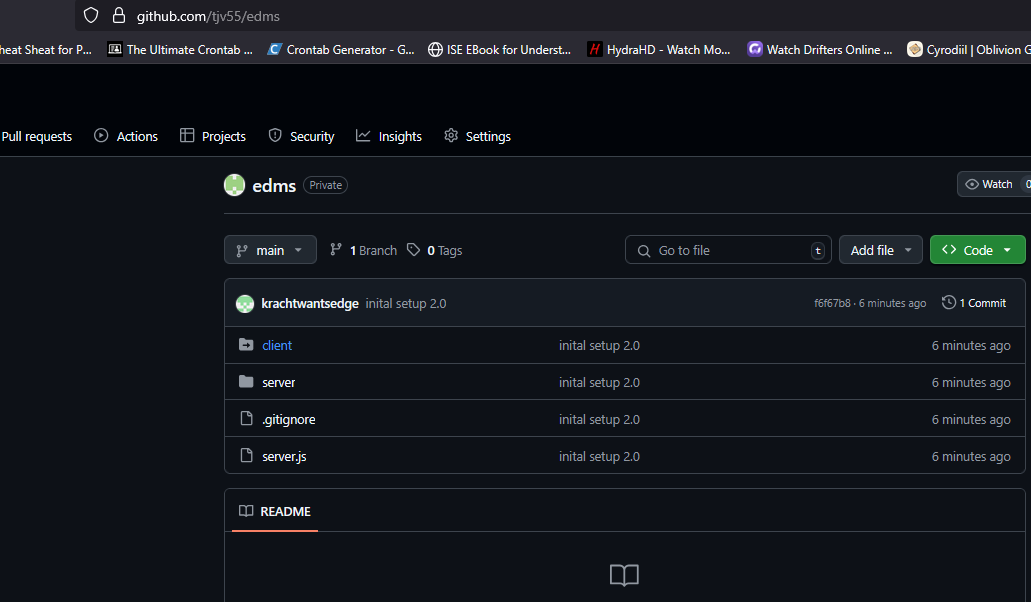 github.com/tjv55/edms
heat Sheat for P... The Ultimate Crontab ... Crontab Generator - G... ISE EBook for Underst... HydraHD - Watch Mo... Watch Drifters Online ... Cyrodiil | Oblivion G
Pull requests Actions Projects Security Insights Settings
edms Private Watch 0
main 1 Branch 0 Tags Go to file t Add file Code
krachtwantsedge inital setup 2.0 f6f67b8 · 6 minutes ago 1 Commit
client inital setup 2.0 6 minutes ago
server inital setup 2.0 6 minutes ago
.gitignore inital setup 2.0 6 minutes ago
server.js inital setup 2.0 6 minutes ago
README